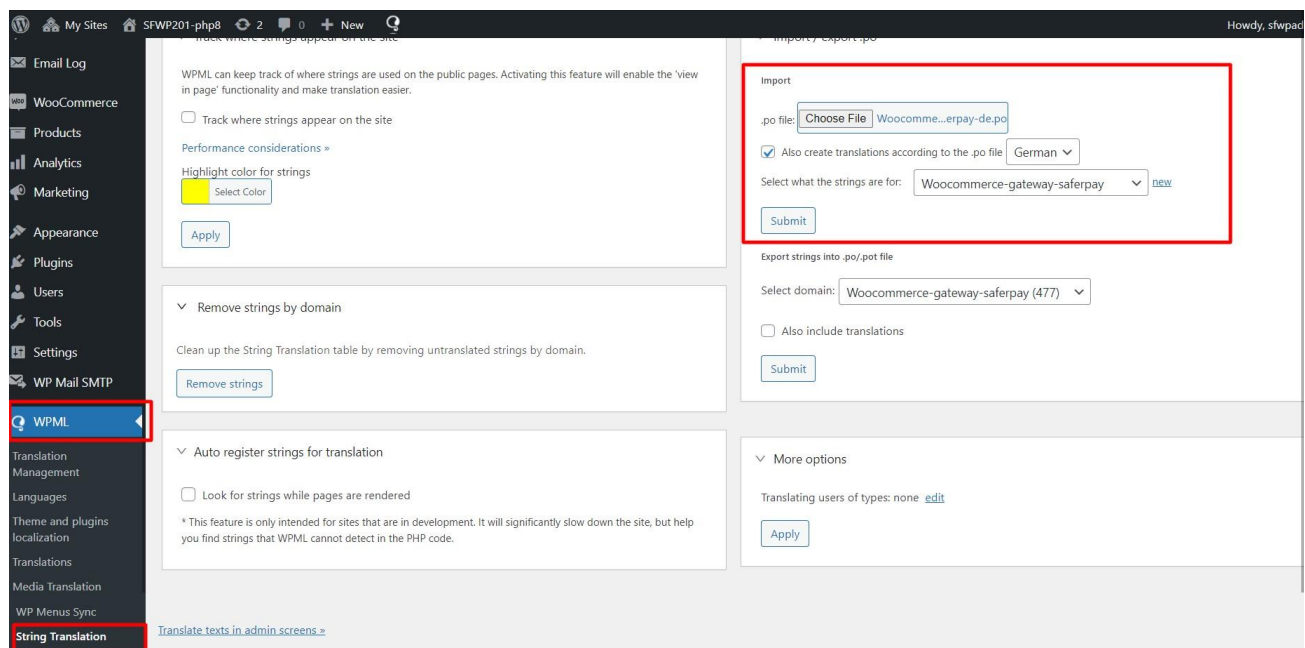 My Sites SFWP201-php8 2 0 New Howdy, sfwpad
Email Log
WooCommerce
Products
Analytics
Marketing
Appearance
Plugins
Users
Tools
Settings
WP Mail SMTP
WPML
Translation
Management
Languages
Theme and plugins
localization
Translations
Media Translation
WP Menus Sync
String Translation
Track where strings appear on the site
WPML can keep track of where strings are used on the public pages. Activating this feature will enable the 'view
in page' functionality and make translation easier.
Track where strings appear on the site
Performance considerations »
Highlight color for strings
Select Color
Apply
Remove strings by domain
Clean up the String Translation table by removing untranslated strings by domain.
Remove strings
Auto register strings for translation
Look for strings while pages are rendered
* This feature is only intended for sites that are in development. It will significantly slow down the site, but help
you find strings that WPML cannot detect in the PHP code.
Translate texts in admin screens »
Import / export .po
Import
.po file: Choose File Woocomme...erpay-de.po
Also create translations according to the .po file German
Select what the strings are for: Woocommerce-gateway-saferpay new
Submit
Export strings into .po/.pot file
Select domain: Woocommerce-gateway-saferpay (477)
Also include translations
Submit
More options
Translating users of types: none edit
Apply